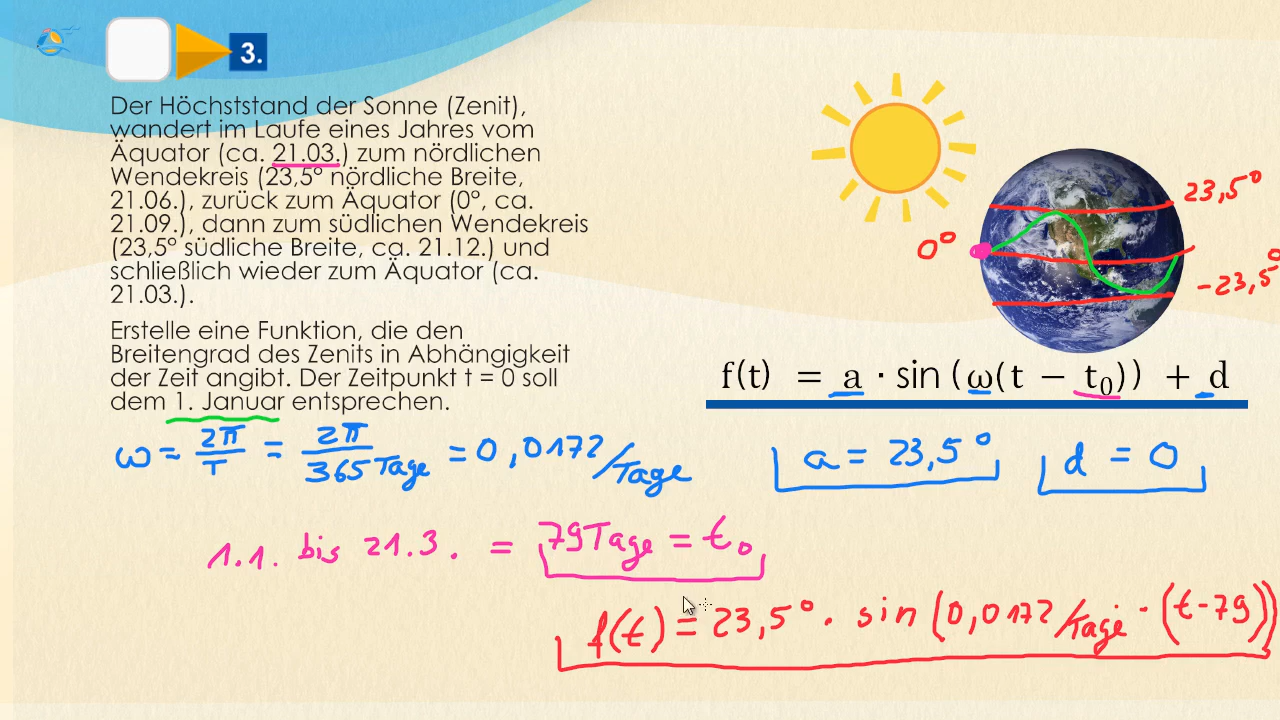 3.
Der Höchststand der Sonne (Zenit),
wandert im Laufe eines Jahres vom
Äquator (ca. 21.03.) zum nördlichen
Wendekreis (23,5° nördliche Breite,
21.06.), zurück zum Äquator (0°, ca.
21.09.), dann zum südlichen Wendekreis
(23,5° südliche Breite, ca. 21.12.) und
schließlich wieder zum Äquator (ca.
21.03.).
Erstelle eine Funktion, die den
Breitengrad des Zenits in Abhängigkeit
der Zeit angibt. Der Zeitpunkt t = 0 soll
dem 1. Januar entsprechen.
23,5°
0°
-23,5°
f(t) = a · sin (ω(t − t₀)) + d
ω = 2π/T = 2π/365 Tage = 0,0172/Tage
a = 23,5°
d = 0
1.1. bis 21.3. = 79 Tage = t₀
f(t) = 23,5° · sin (0,0172/Tage · (t-79))